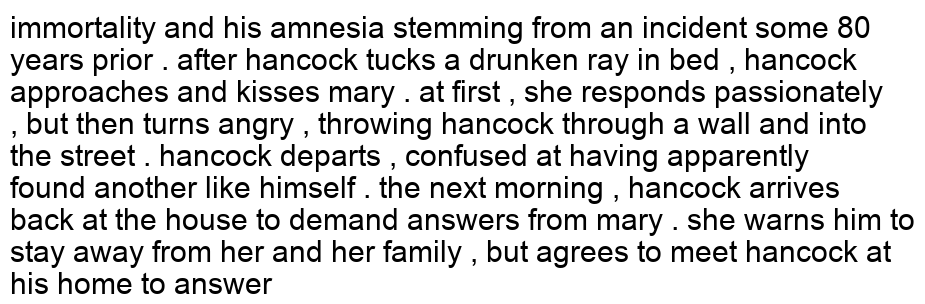 immortality and his amnesia stemming from an incident some 80
years prior . after hancock tucks a drunken ray in bed , hancock
approaches and kisses mary . at first , she responds passionately
, but then turns angry , throwing hancock through a wall and into
the street . hancock departs , confused at having apparently
found another like himself . the next morning , hancock arrives
back at the house to demand answers from mary . she warns him to
stay away from her and her family , but agrees to meet hancock at
his home to answer